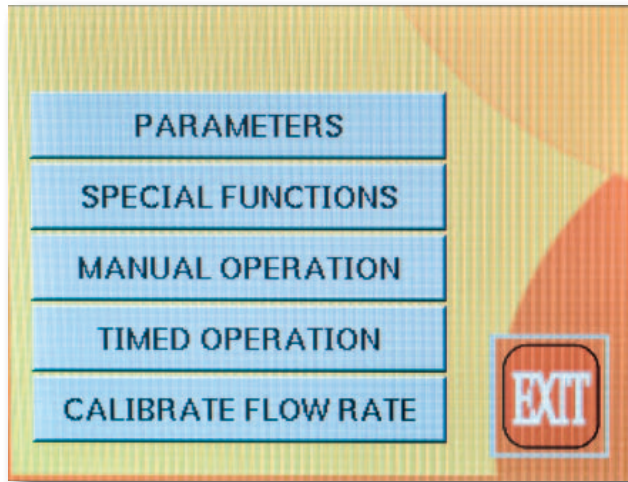 PARAMETERS
SPECIAL FUNCTIONS
MANUAL OPERATION
TIMED OPERATION
CALIBRATE FLOW RATE
EXIT